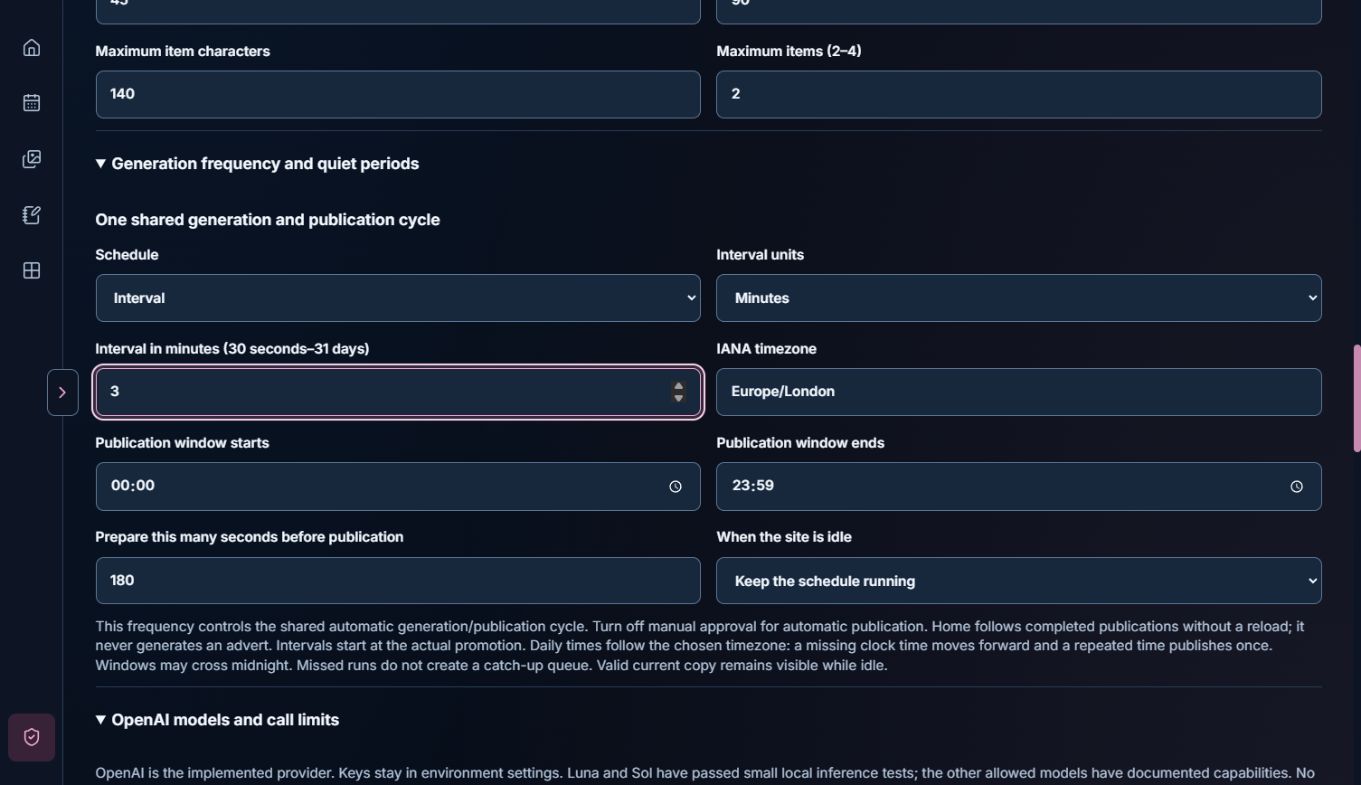 45
90
Maximum item characters
Maximum items (2–4)
140
2
Generation frequency and quiet periods
One shared generation and publication cycle
Schedule
Interval units
Interval
Minutes
Interval in minutes (30 seconds–31 days)
IANA timezone
3
Europe/London
Publication window starts
Publication window ends
00:00
23:59
Prepare this many seconds before publication
When the site is idle
180
Keep the schedule running
This frequency controls the shared automatic generation/publication cycle. Turn off manual approval for automatic publication. Home follows completed publications without a reload; it
never generates an advert. Intervals start at the actual promotion. Daily times follow the chosen timezone: a missing clock time moves forward and a repeated time publishes once.
Windows may cross midnight. Missed runs do not create a catch-up queue. Valid current copy remains visible while idle.
OpenAI models and call limits
OpenAI is the implemented provider. Keys stay in environment settings. Luna and Sol have passed small local inference tests; the other allowed models have documented capabilities. No